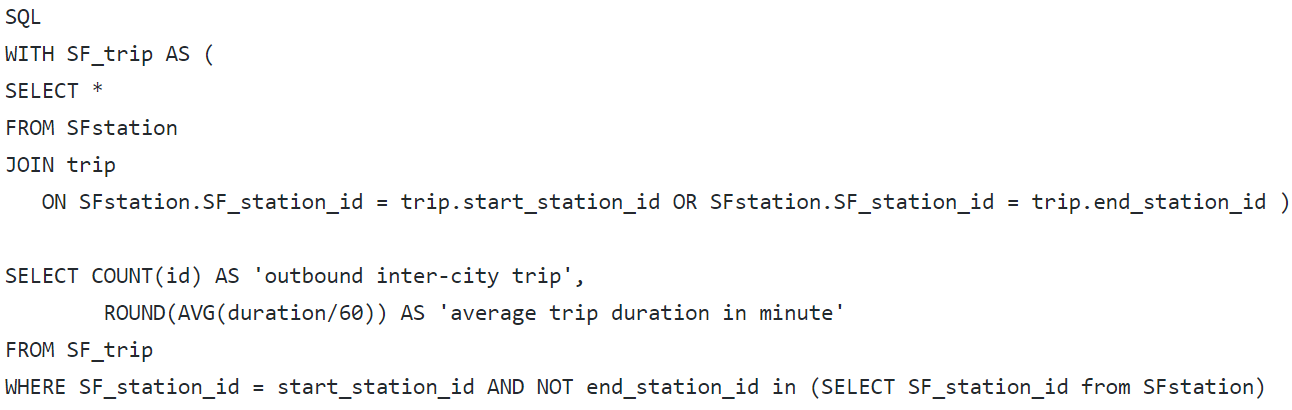 SQL
WITH SF_trip AS (
SELECT *
FROM SFstation
JOIN trip
   ON SFstation.SF_station_id = trip.start_station_id OR SFstation.SF_station_id = trip.end_station_id )

SELECT COUNT(id) AS 'outbound inter-city trip',
        ROUND(AVG(duration/60)) AS 'average trip duration in minute'
FROM SF_trip
WHERE SF_station_id = start_station_id AND NOT end_station_id in (SELECT SF_station_id from SFstation)